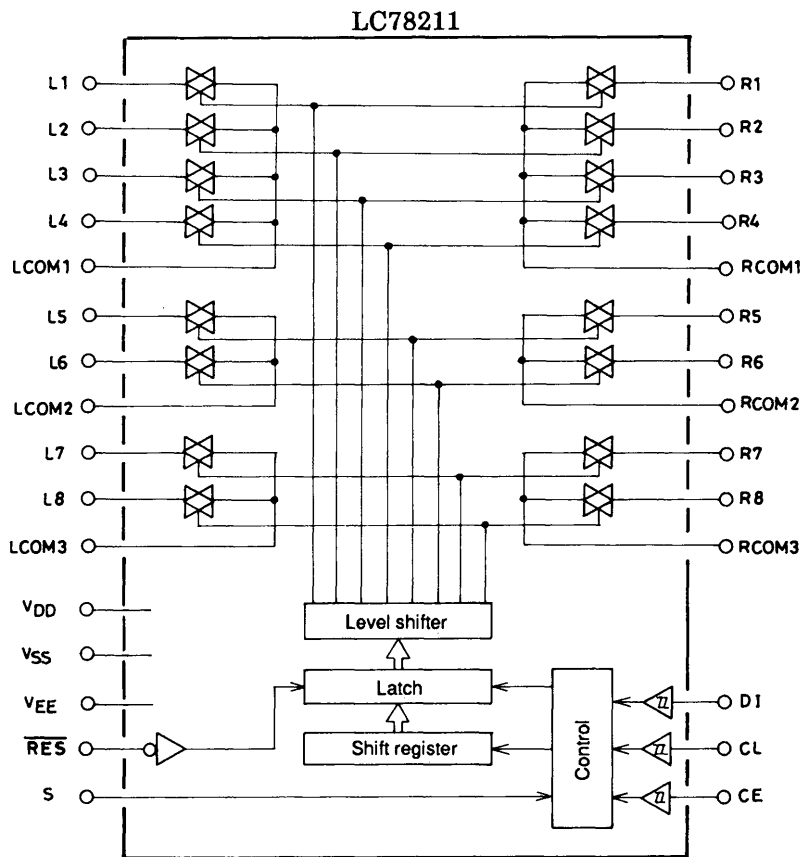 LC78211
L1
R1
L2
R2
L3
R3
L4
R4
LCOM1
RCOM1
L5
R5
L6
R6
LCOM2
RCOM2
L7
R7
L8
R8
LCOM3
RCOM3
VDD
Level shifter
VSS
Latch
VEE
DI
RES
Shift register
Control
CL
S
CE